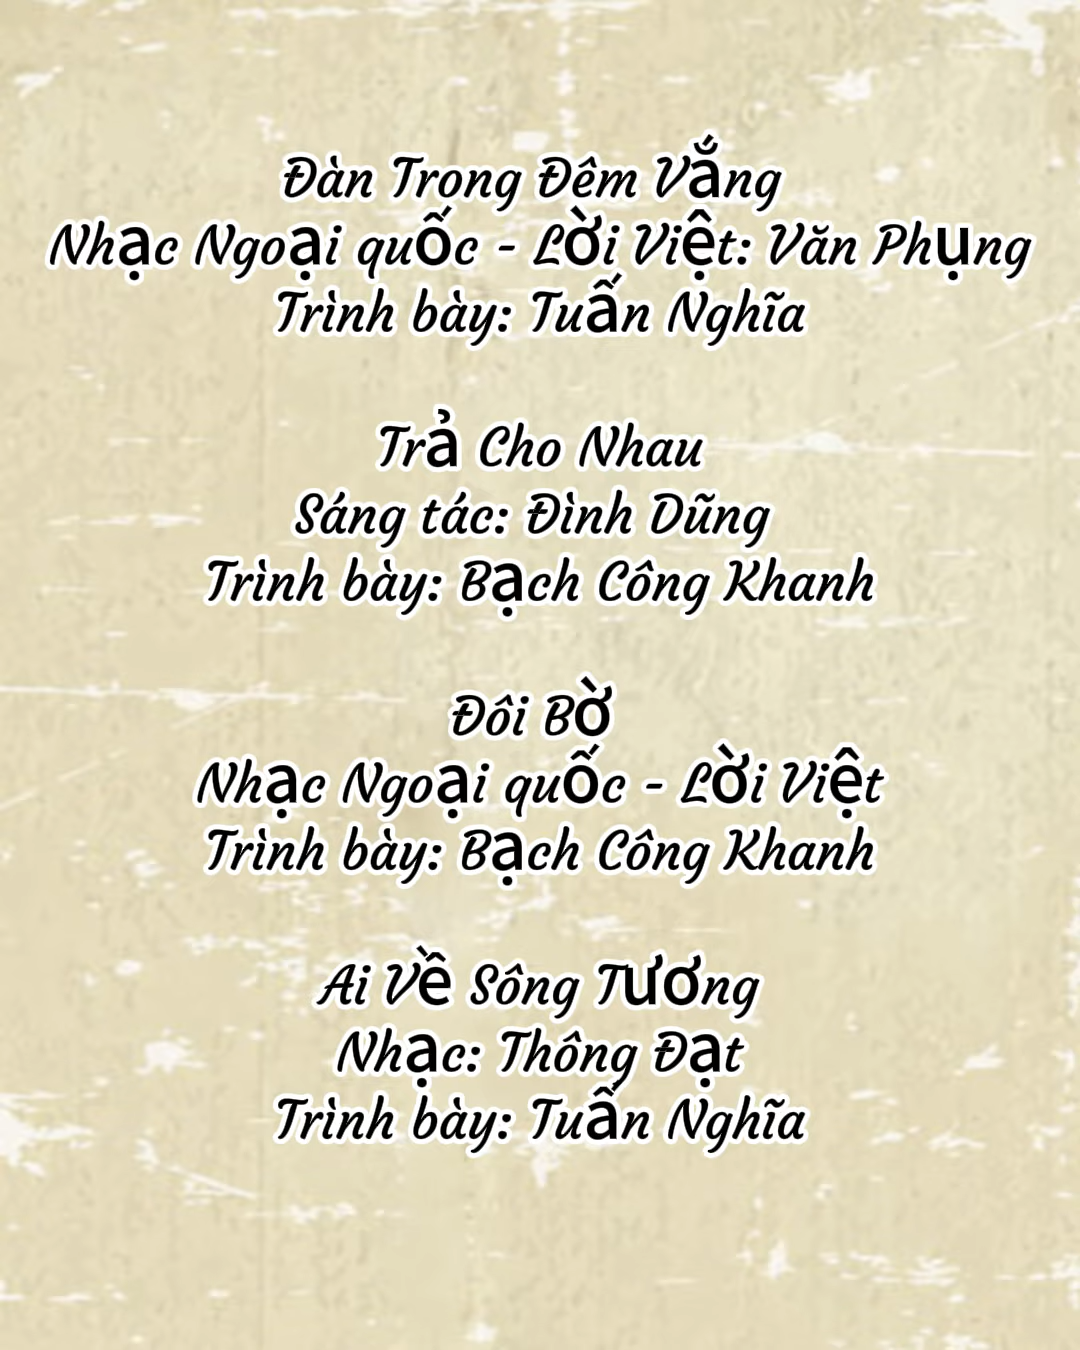 Đàn Trong Đêm Vắng
Nhạc Ngoại quốc - Lời Việt: Văn Phụng
Trình bày: Tuấn Nghĩa
Trả Cho Nhau
Sáng tác: Đình Dũng
Trình bày: Bạch Công Khanh
Đôi Bờ
Nhạc Ngoại quốc - Lời Việt
Trình bày: Bạch Công Khanh
Ai Về Sông Tương
Nhạc: Thông Đạt
Trình bày: Tuấn Nghĩa